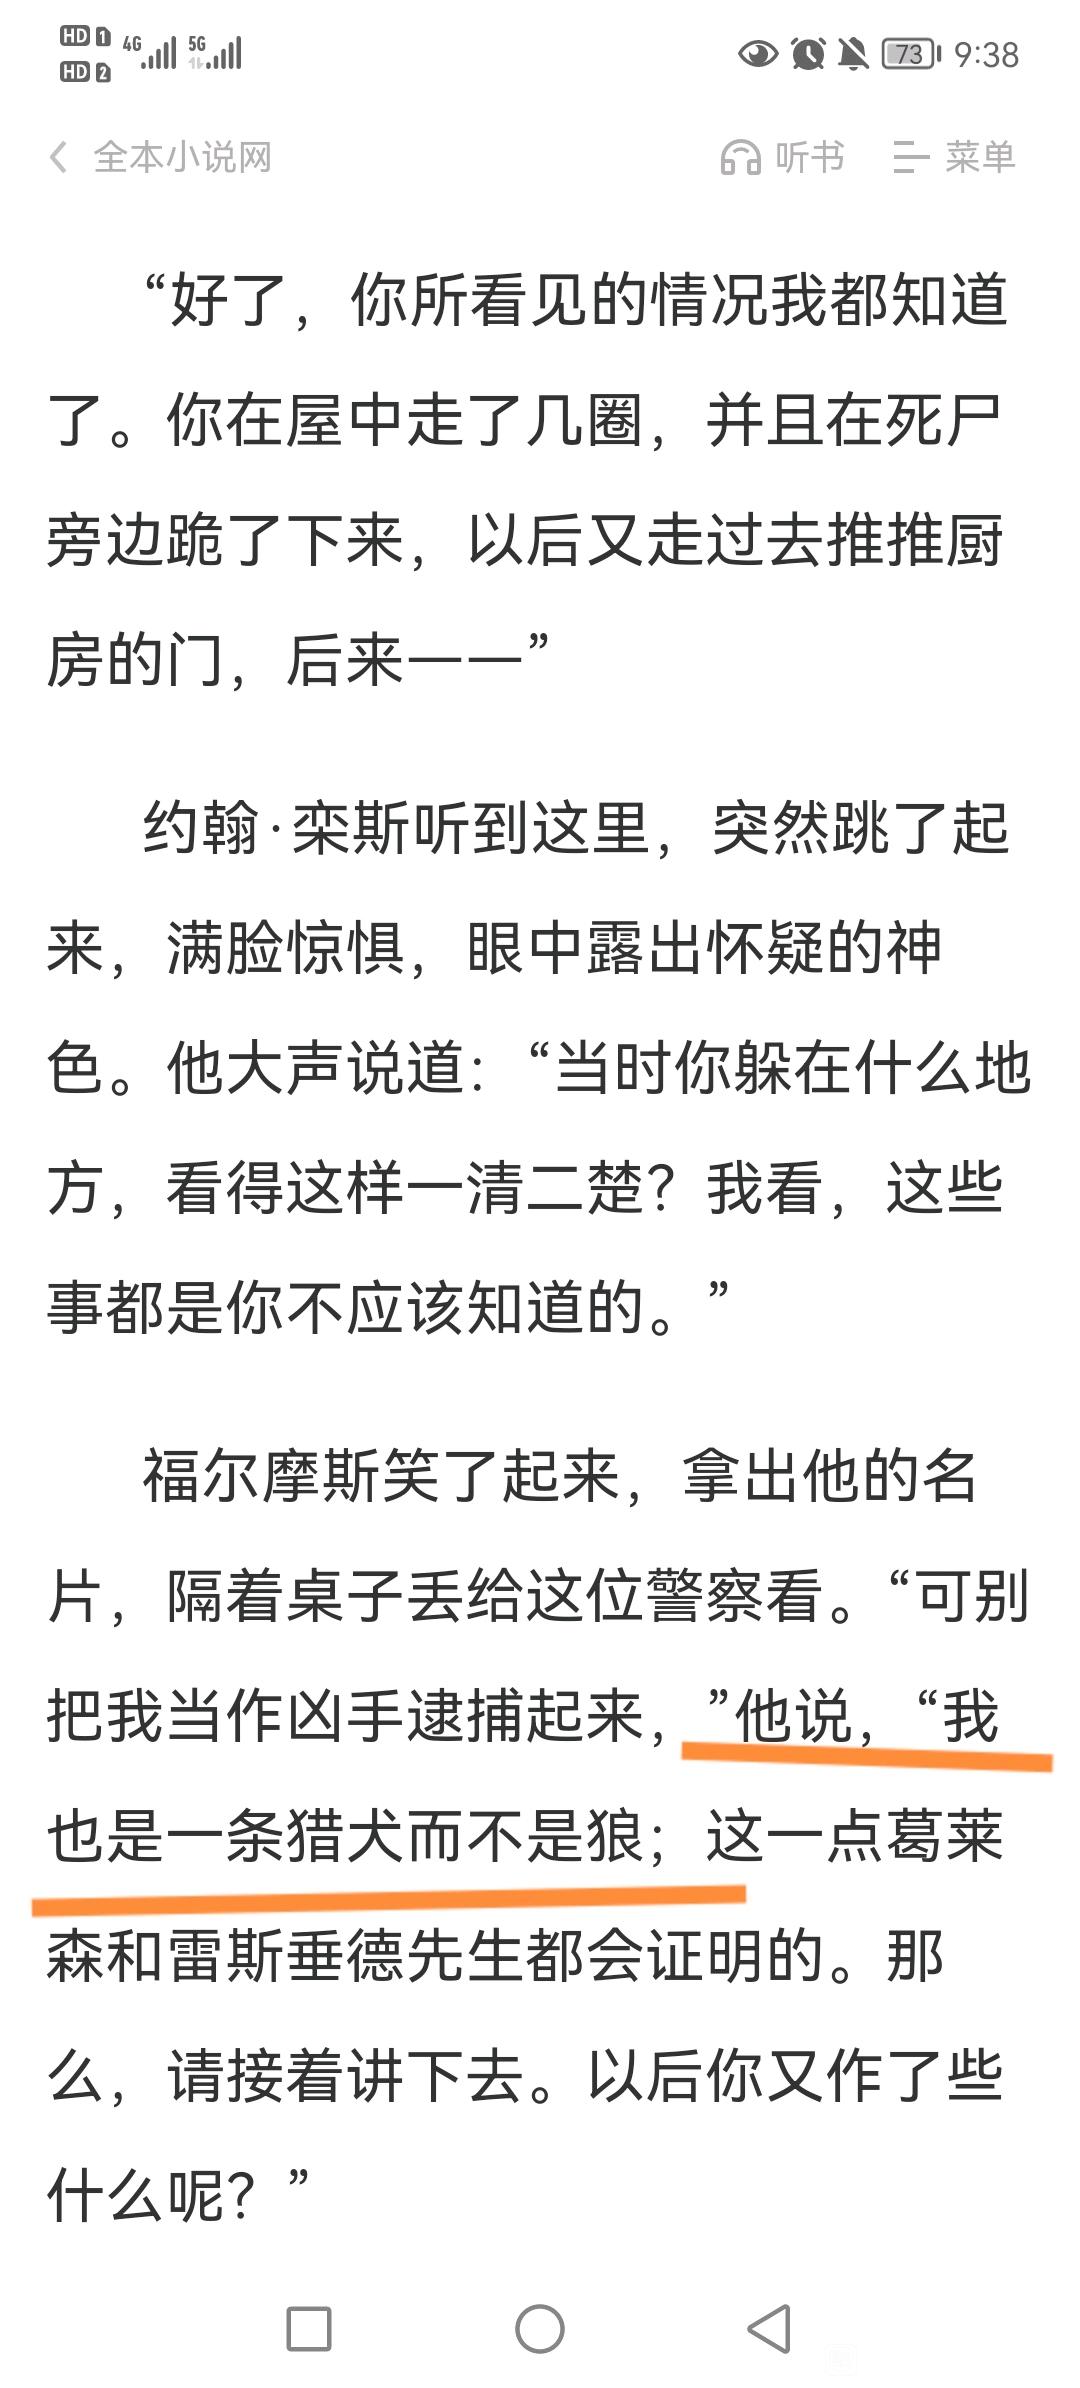 HD 1 4G 5G 73 9:38
HD 2
全本小说网 听书 菜单
“好了，你所看见的情况我都知道
了。你在屋中走了几圈，并且在死尸
旁边跪了下来，以后又走过去推推厨
房的门，后来——”
约翰·栾斯听到这里，突然跳了起
来，满脸惊惧，眼中露出怀疑的神
色。他大声说道：“当时你躲在什么地
方，看得这样一清二楚？我看，这些
事都是你不应该知道的。”
福尔摩斯笑了起来，拿出他的名
片，隔着桌子丢给这位警察看。“可别
把我当作凶手逮捕起来，”他说，“我
也是一条猎犬而不是狼；这一点葛莱
森和雷斯垂德先生都会证明的。那
么，请接着讲下去。以后你又作了些
什么呢？”